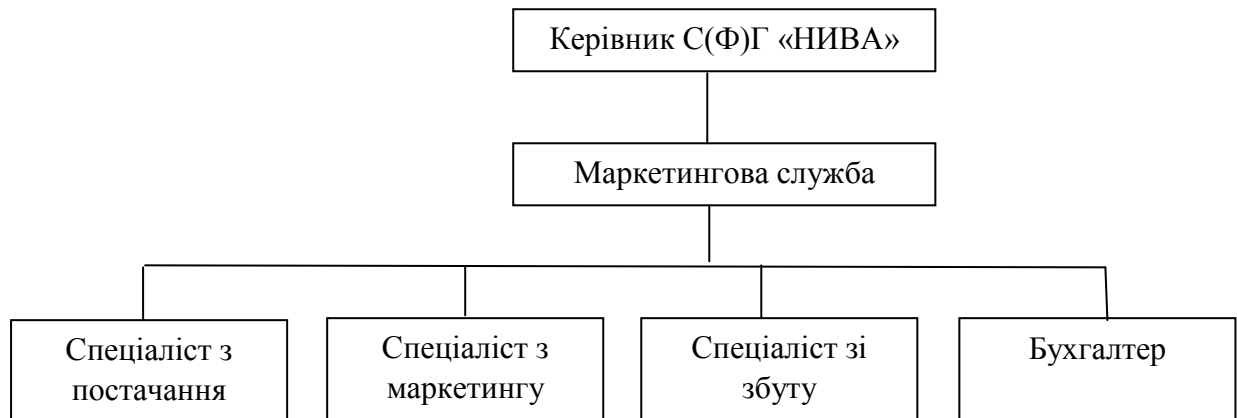 Керівник С(Ф)Г «НИВА»
Маркетингова служба
Спеціаліст з
постачання
Спеціаліст з
маркетингу
Спеціаліст зі
збуту
Бухгалтер